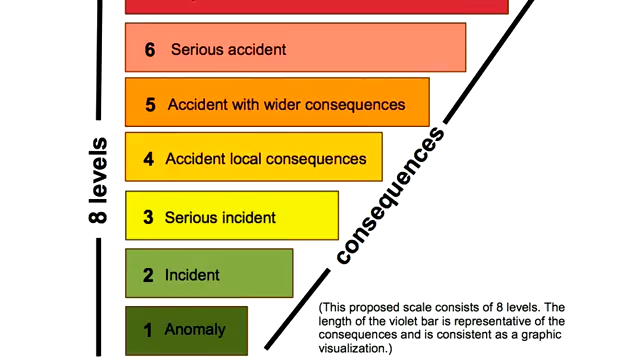 6 Serious accident
5 Accident with wider consequences
4 Accident local consequences
3 Serious incident
2 Incident
1 Anomaly
8 levels
consequences
(This proposed scale consists of 8 levels. The
length of the violet bar is representative of the
consequences and is consistent as a graphic
visualization.)